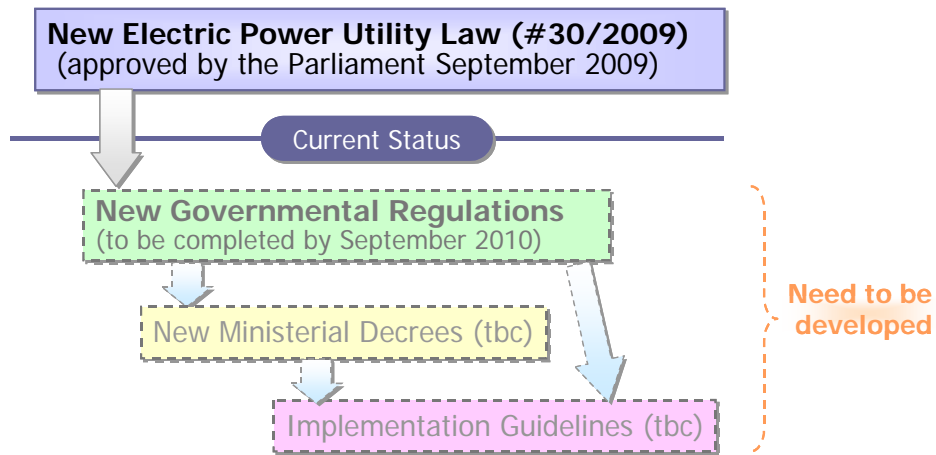 New Electric Power Utility Law (#30/2009)
(approved by the Parliament September 2009)
Current Status
New Governmental Regulations
(to be completed by September 2010)
New Ministerial Decrees (tbc)
Implementation Guidelines (tbc)
Need to be
developed